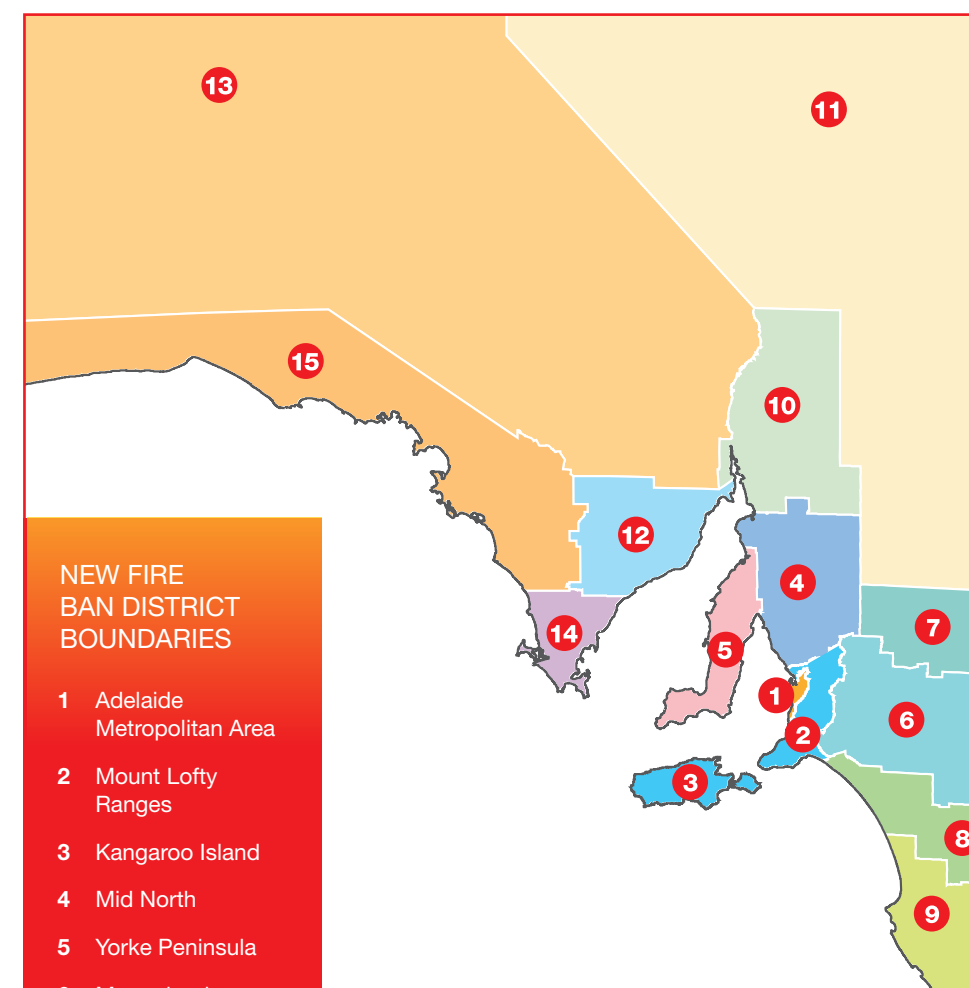 13
11
15
10
12
4
14
7
5
1
6
2
3
8
9
NEW FIRE
BAN DISTRICT
BOUNDARIES
1 Adelaide
Metropolitan Area
2 Mount Lofty
Ranges
3 Kangaroo Island
4 Mid North
5 Yorke Peninsula